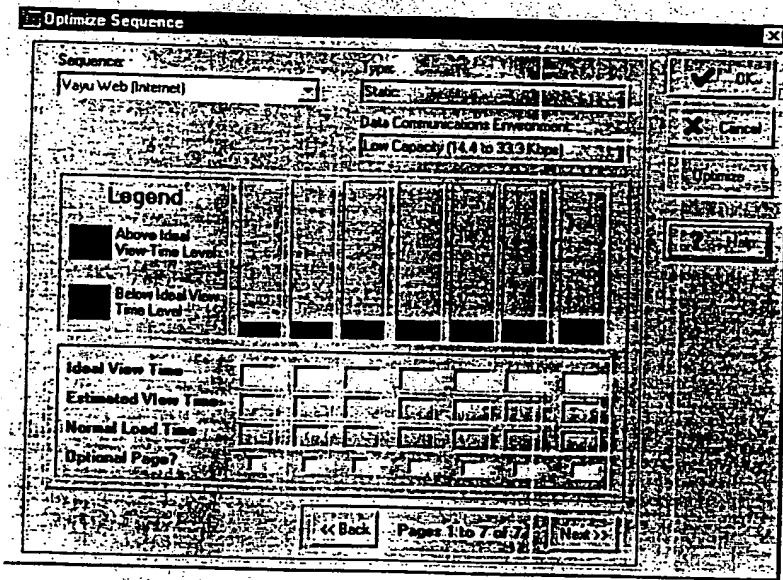 Optimize Sequence
Sequence:
Vayu Web (Internet)
Type:
Static
Data Communications Environment:
Low Capacity (14.4 to 33.3 Kbps)
OK
Cancel
Optimize
Help
Legend
Above Ideal
View Time Level
Below Ideal View
Time Level
Ideal View Time
Estimated View Time
Normal Load Time
Optional Page?
<< Back
Pages 1 to 7 of 7
Next >>